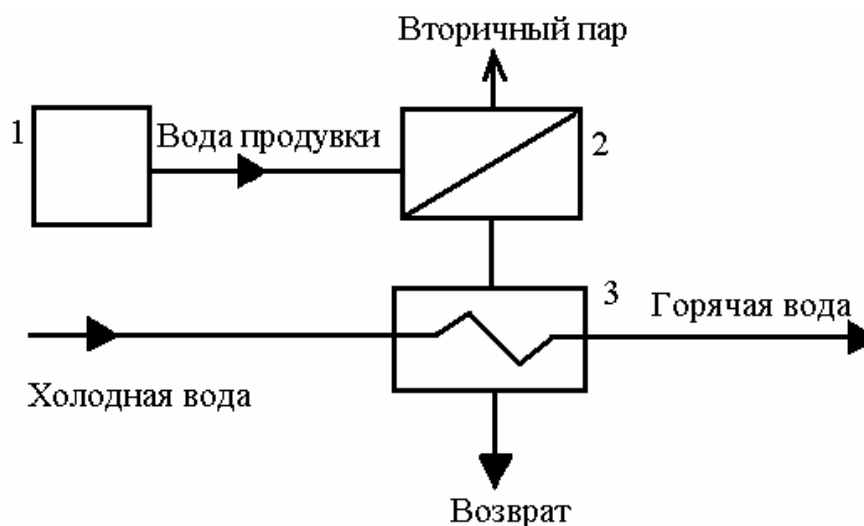 Вторичный пар
1
Вода продувки
2
3
Горячая вода
Холодная вода
Возврат